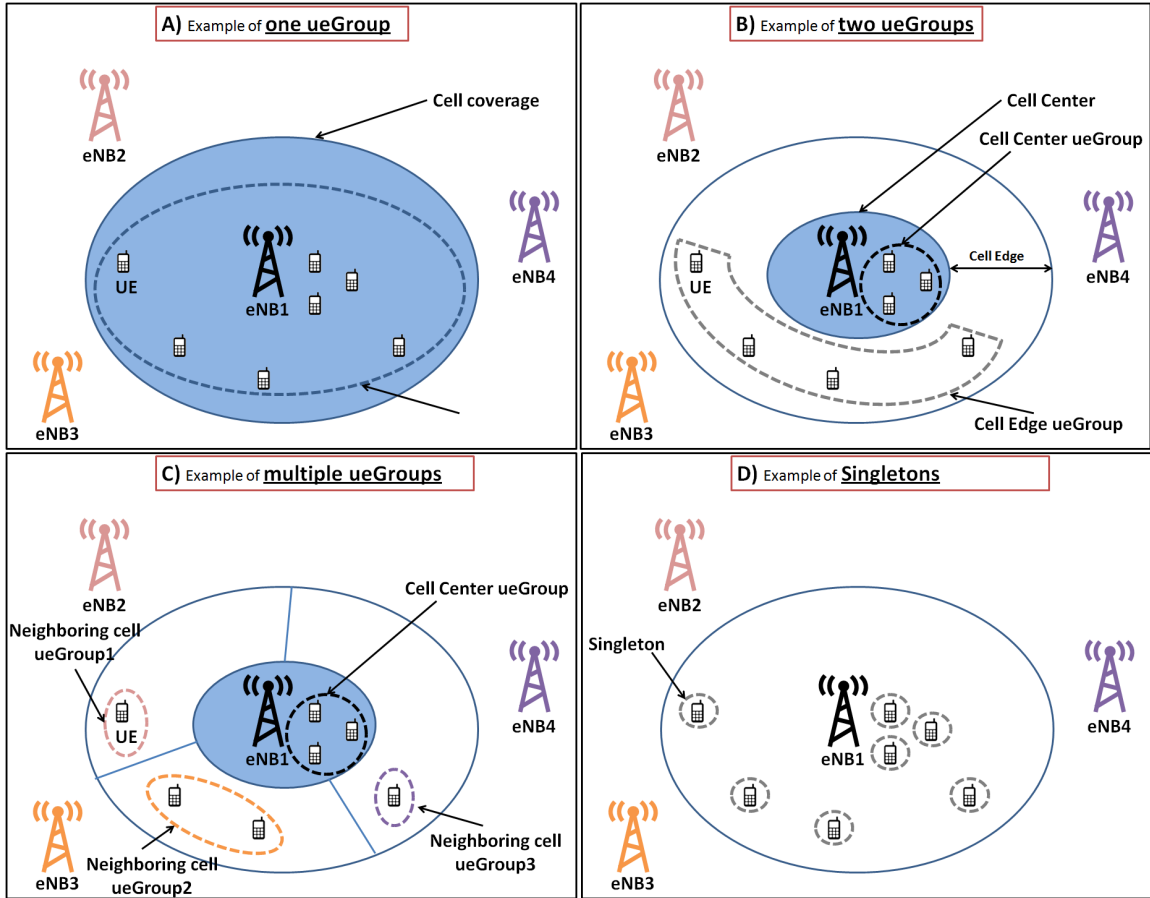 A) Example of one ueGroup
Cell coverage
eNB2
eNB4
UE
eNB1
eNB3
B) Example of two ueGroups
Cell Center
Cell Center ueGroup
eNB2
eNB4
Cell Edge
UE
eNB1
eNB3
Cell Edge ueGroup
C) Example of multiple ueGroups
eNB2
Cell Center ueGroup
Neighboring cell
ueGroup1
eNB4
UE
eNB1
Neighboring cell
ueGroup3
Neighboring cell
ueGroup2
eNB3
D) Example of Singletons
eNB2
Singleton
eNB4
eNB1
eNB3